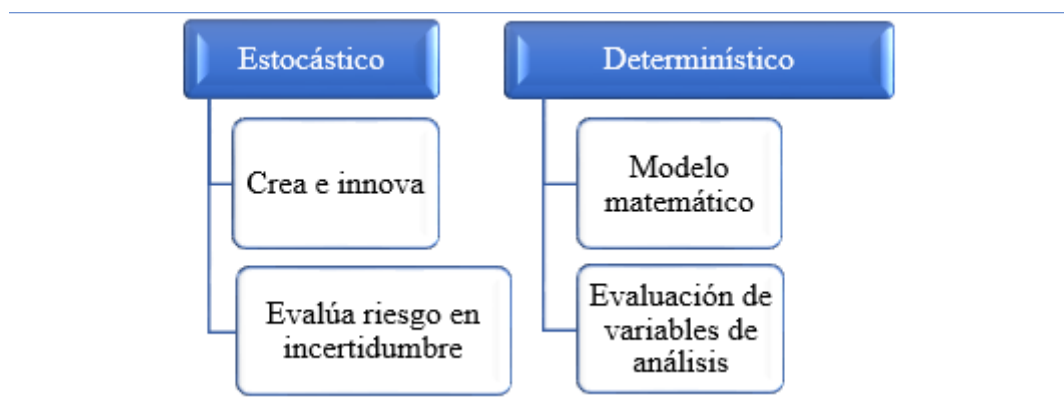 Estocástico
Crea e innova
Evalúa riesgo en
incertidumbre
Determinístico
Modelo
matemático
Evaluación de
variables de
análisis